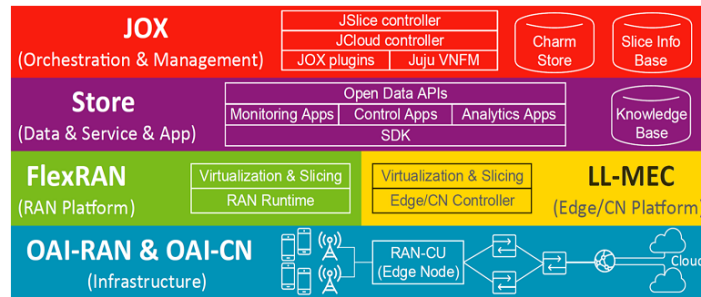 JOX
(Orchestration & Management)
JSlice controller
JCloud controller
JOX plugins
Juju VNFM
Charm
Store
Slice Info
Base
Store
(Data & Service & App)
Open Data APIs
Monitoring Apps
Control Apps
Analytics Apps
SDK
Knowledge
Base
FlexRAN
(RAN Platform)
Virtualization & Slicing
RAN Runtime
Virtualization & Slicing
Edge/CN Controller
LL-MEC
(Edge/CN Platform)
OAI-RAN & OAI-CN
(Infrastructure)
RAN-CU
(Edge Node)
Cloud